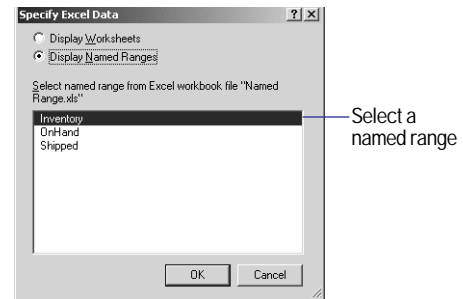 Specify Excel Data
Display Worksheets
Display Named Ranges
Select named range from Excel workbook file "Named
Range.xls"
Inventory
OnHand
Shipped
Select a
named range
OK
Cancel